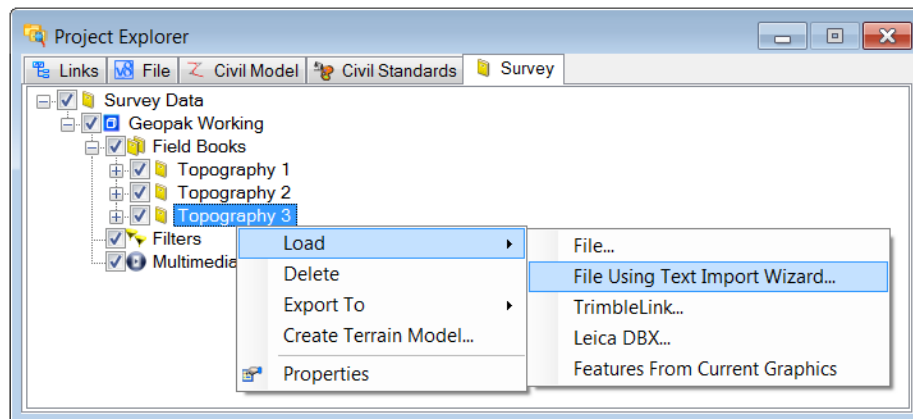 Project Explorer
Links File Civil Model Civil Standards Survey
Survey Data
Geopak Working
Field Books
Topography 1
Topography 2
Topography 3
Filters
Multimedia
Load
Delete
Export To
Create Terrain Model...
Properties
File...
File Using Text Import Wizard...
TrimbleLink...
Leica DBX...
Features From Current Graphics